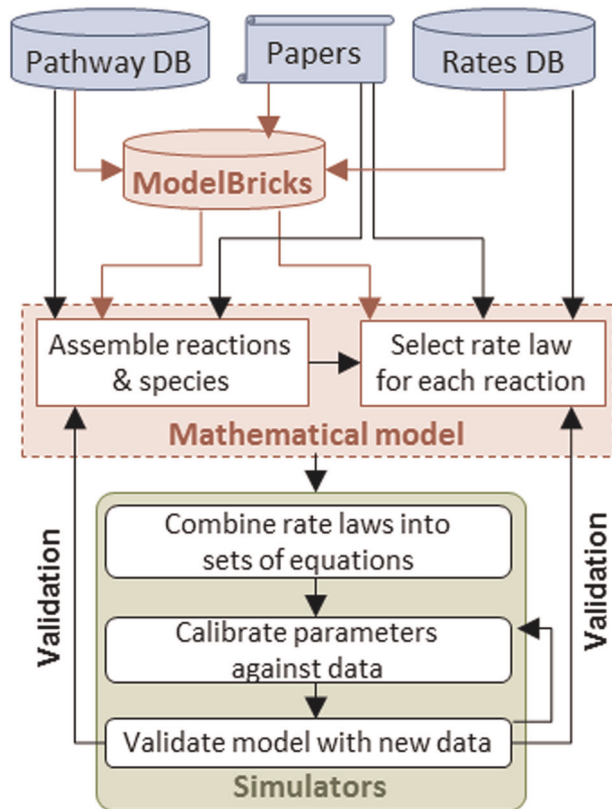 Pathway DB
Papers
Rates DB
ModelBricks
Assemble reactions
& species
Select rate law
for each reaction
Mathematical model
Validation
Validation
Combine rate laws into
sets of equations
Calibrate parameters
against data
Validate model with new data
Simulators